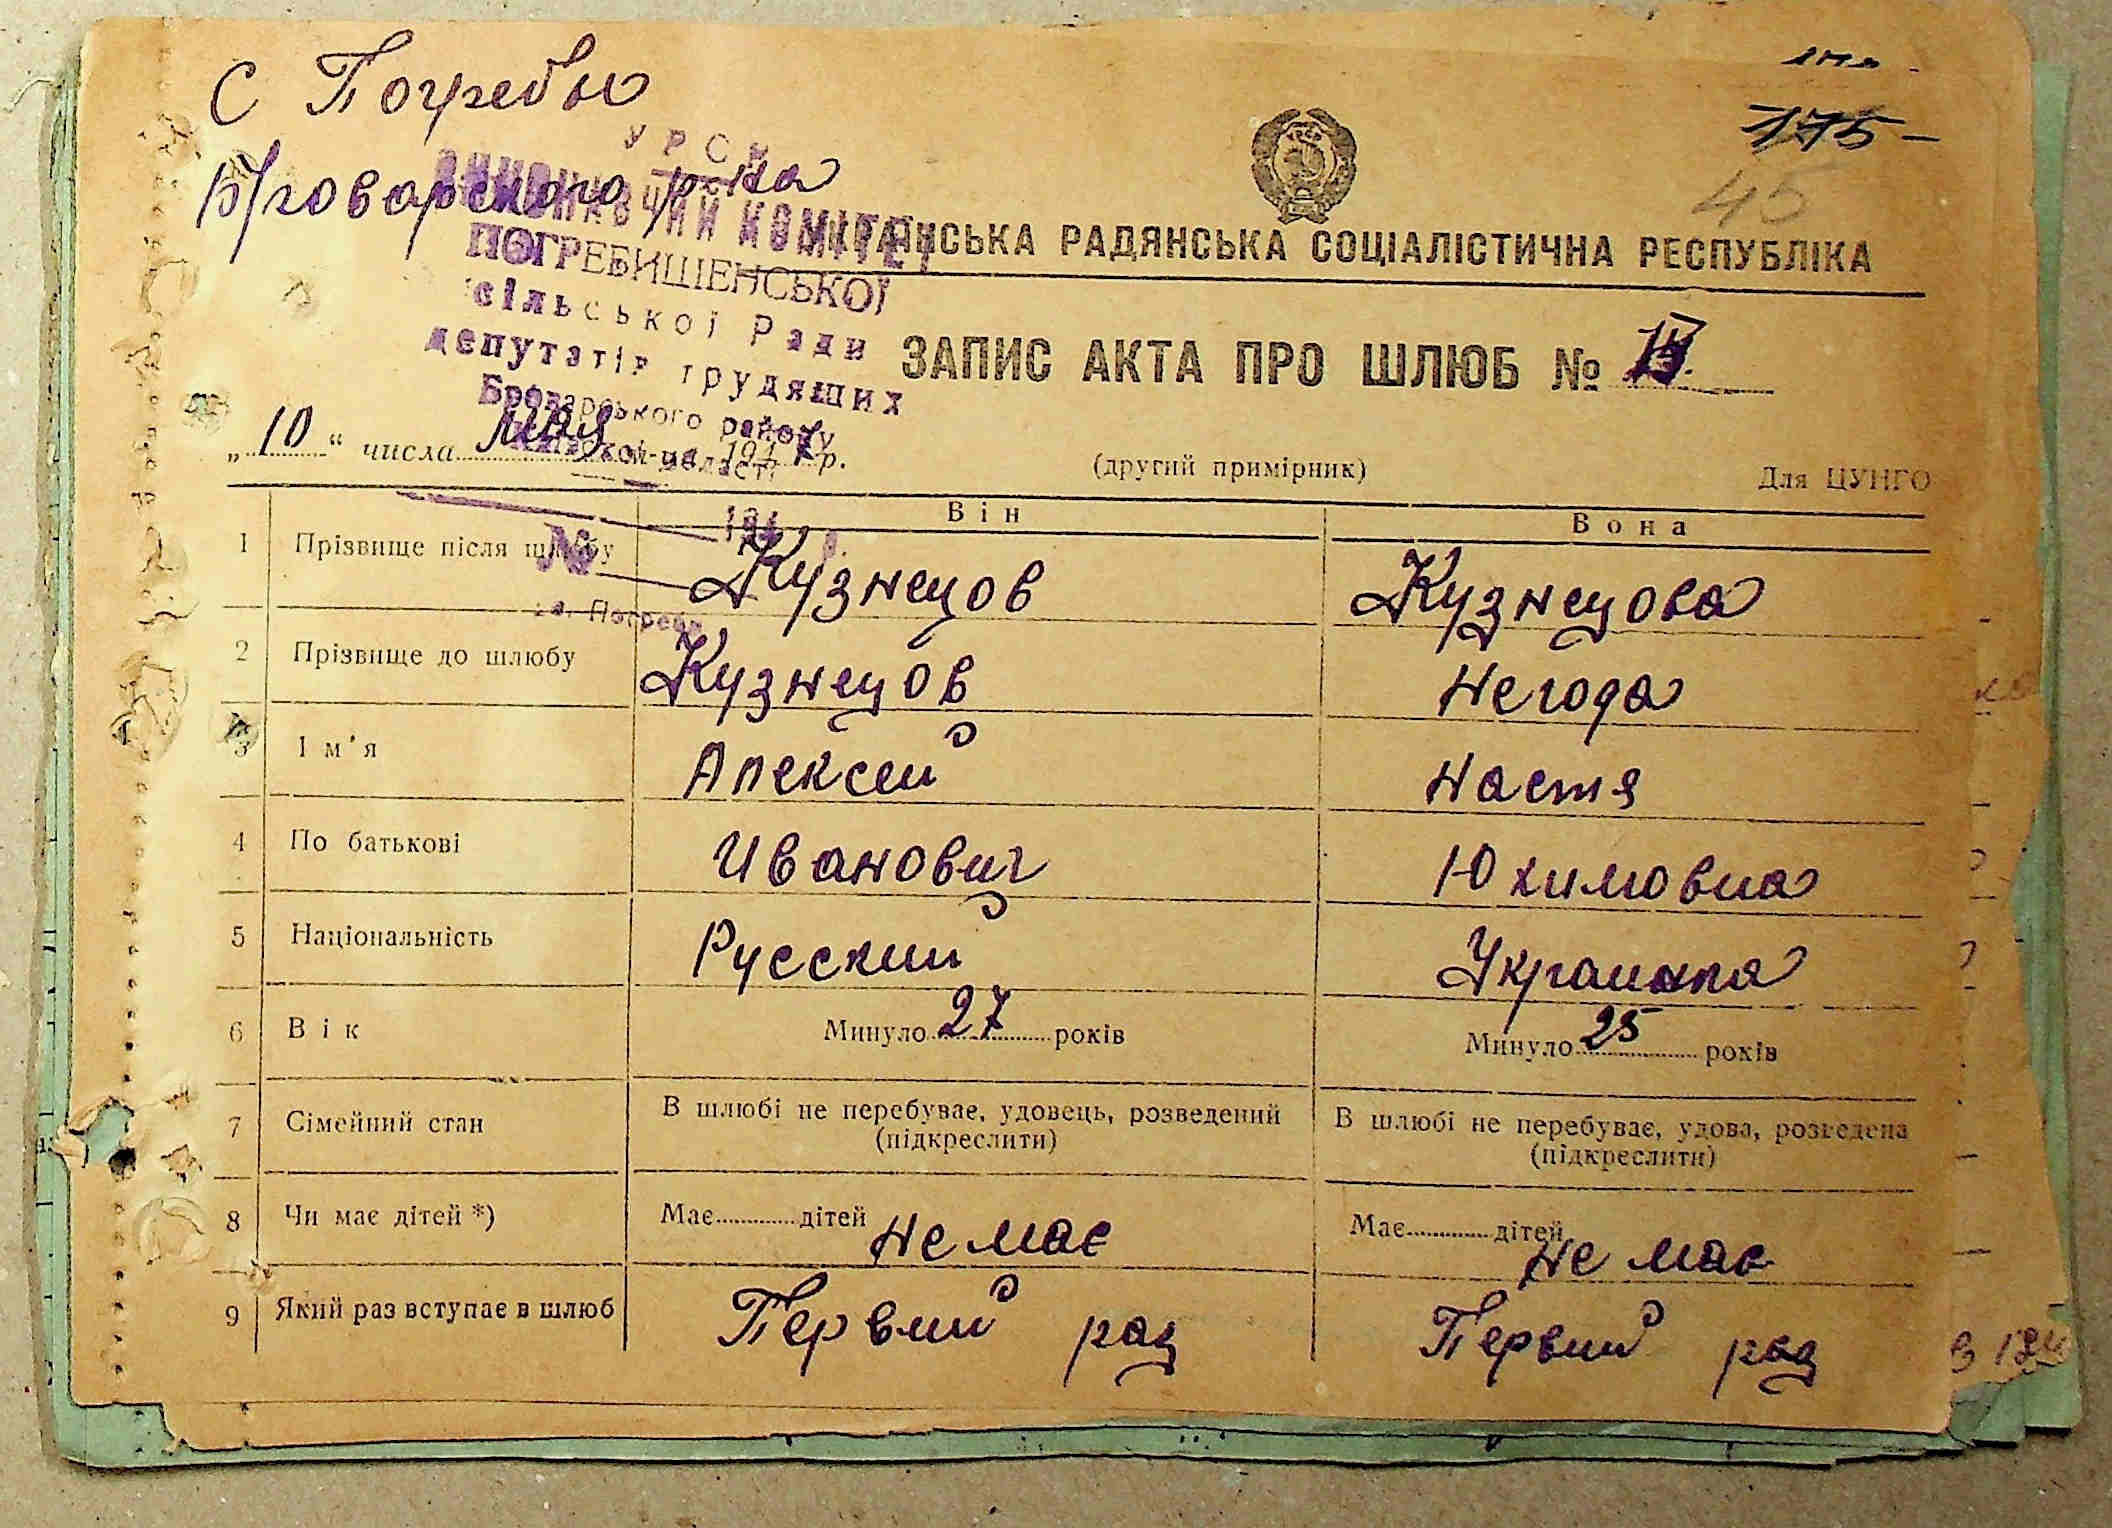 С Погребы
Броварского р-на
175-
45
УРСР
ВИКОНАВЧИЙ КОМІТЕТ
ПОГРЕБИЩЕНСЬКОЇ
сільської Ради
депутатів трудящих
Броварського району
УКРАЇНСЬКА РАДЯНСЬКА СОЦІАЛІСТИЧНА РЕСПУБЛІКА
ЗАПИС АКТА ПРО ШЛЮБ №
„10“ числа мая 1947 р.
(другий примірник)
Для ЦУНГО
Він Вона
1 Прізвище після шлюбу Кузнецов Кузнецова
№
2 Прізвище до шлюбу Кузнецов Негода
3 Ім'я Алексей Настя
4 По батькові Иванович Юхимовна
5 Національність Русский Украинка
6 Вік Минуло 27 років Минуло 25 років
7 Сімейний стан В шлюбі не перебуває, удовець, розведений В шлюбі не перебуває, удова, розведена
(підкреслити) (підкреслити)
8 Чи має дітей *) Має............дітей не має Має............дітей не має
9 Який раз вступає в шлюб Первий раз Первий раз